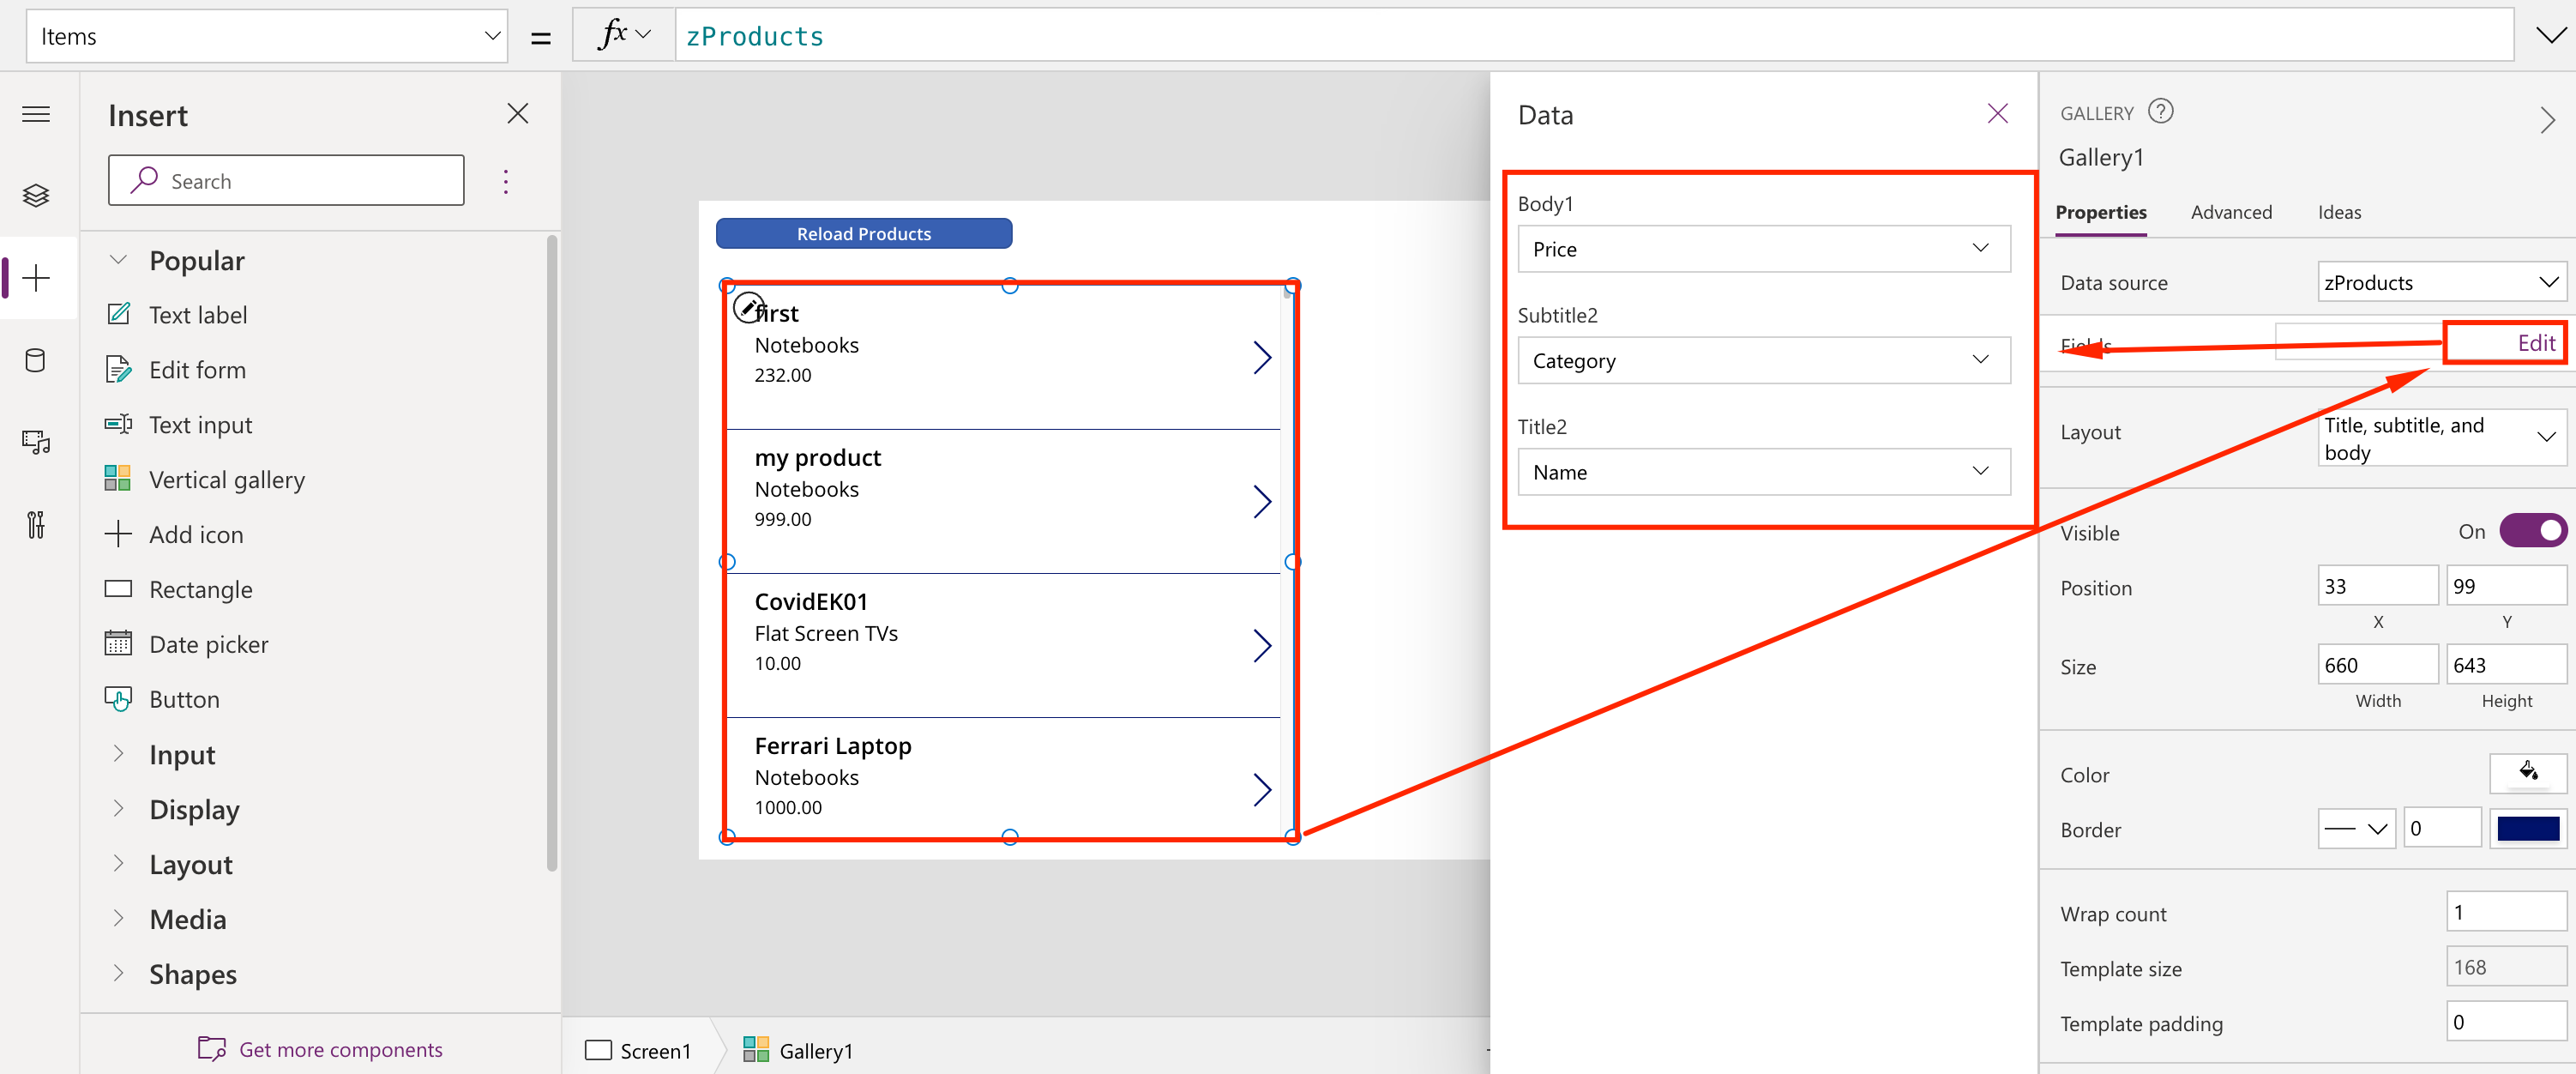 Items
=
fx
zProducts
Insert
Search
Popular
Text label
Edit form
Text input
Vertical gallery
Add icon
Rectangle
Date picker
Button
Input
Display
Layout
Media
Shapes
Get more components
Reload Products
first
Notebooks
232.00
my product
Notebooks
999.00
CovidEK01
Flat Screen TVs
10.00
Ferrari Laptop
Notebooks
1000.00
Screen1
Gallery1
Data
Body1
Price
Subtitle2
Category
Title2
Name
GALLERY ?
Gallery1
Properties Advanced Ideas
Data source zProducts
Fields Edit
Layout Title, subtitle, and
body
Visible On
Position 33 99
X Y
Size 660 643
Width Height
Color
Border 0
Wrap count 1
Template size 168
Template padding 0